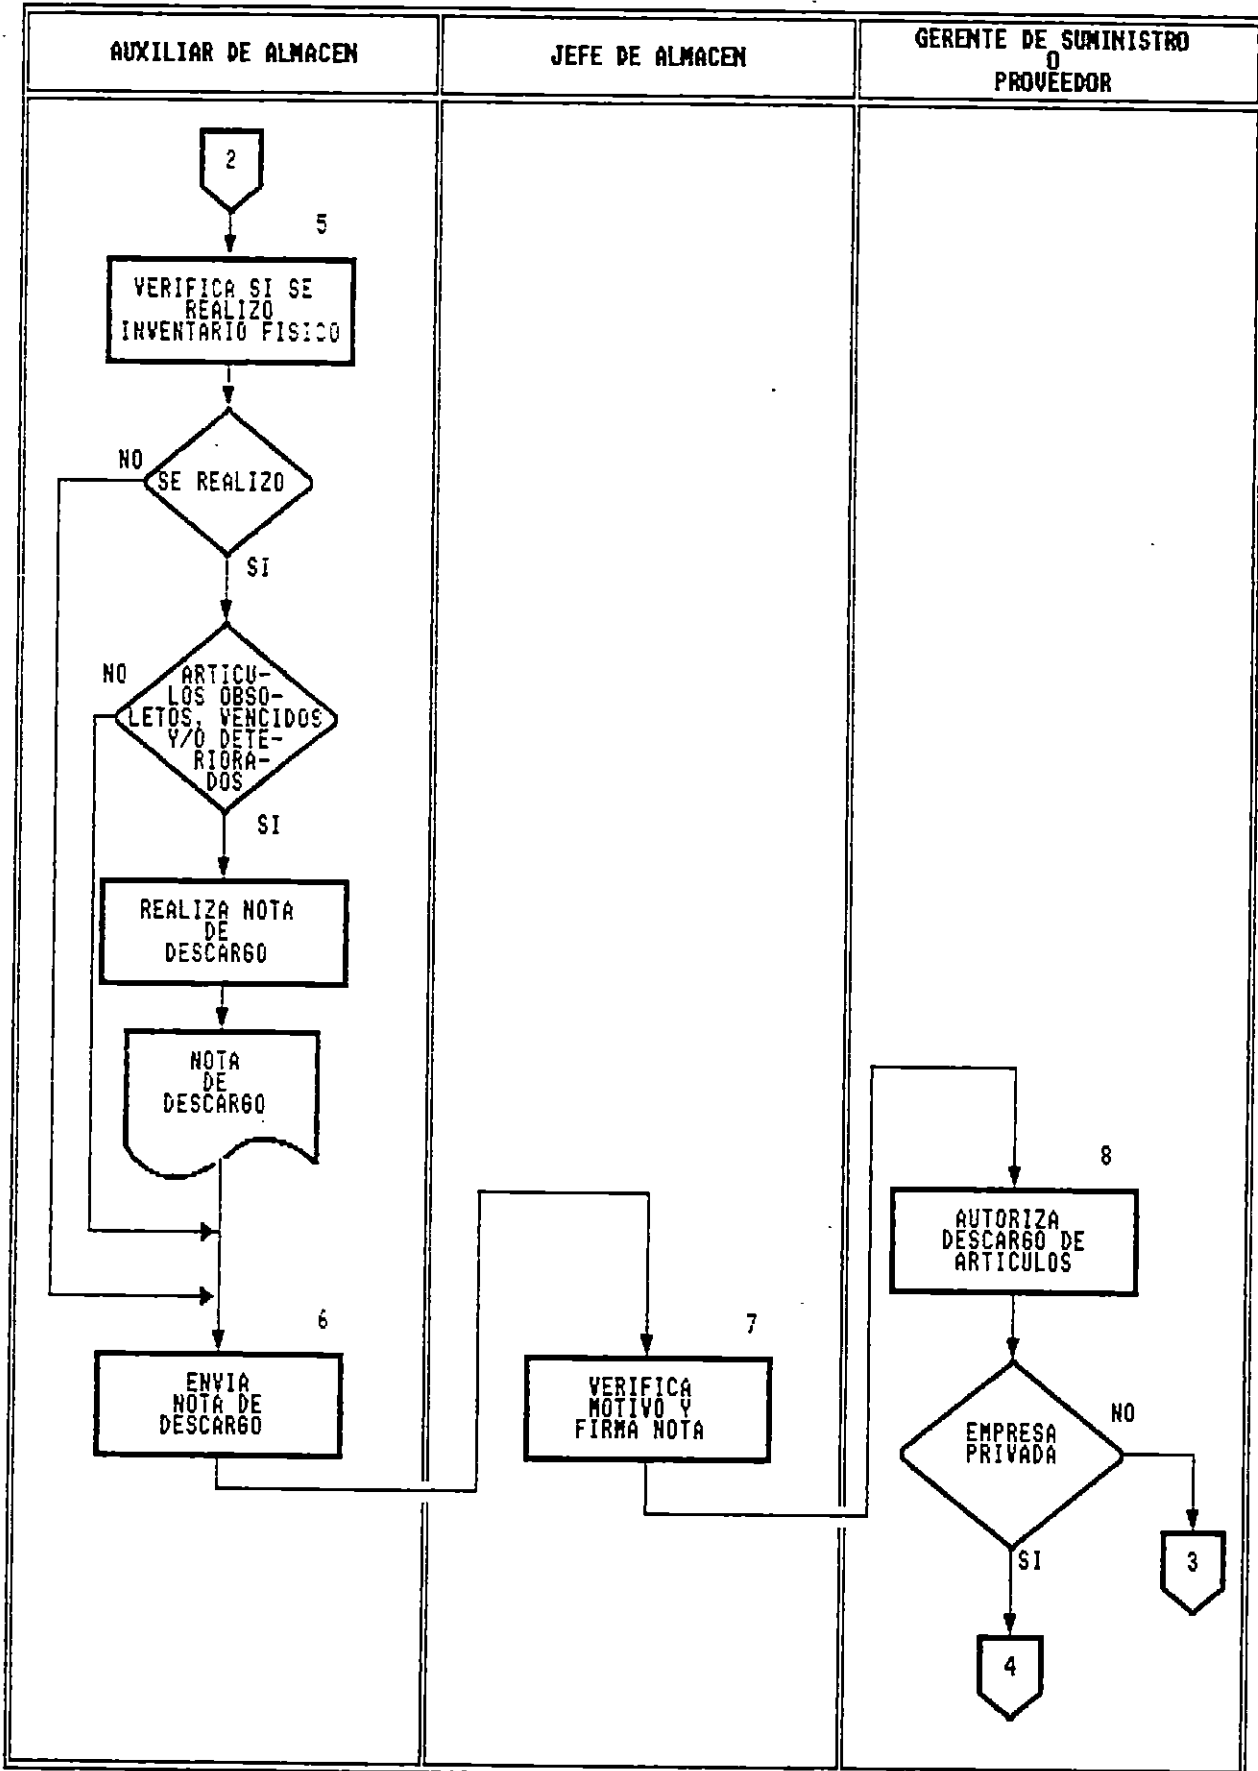 AUXILIAR DE ALMACEN
JEFE DE ALMACEN
GERENTE DE SUMINISTRO
O
PROVEEDOR
2
5
VERIFICA SI SE
REALIZO
INVENTARIO FISICO
NO
SE REALIZO
SI
NO
ARTICU-
LOS OBSO-
LETOS, VENCIDOS
Y/O DETE-
RIORA-
DOS
SI
REALIZA NOTA
DE
DESCARGO
NOTA
DE
DESCARGO
6
ENVIA
NOTA DE
DESCARGO
7
VERIFICA
MOTIVO Y
FIRMA NOTA
8
AUTORIZA
DESCARGO DE
ARTICULOS
EMPRESA
PRIVADA
NO
3
SI
4